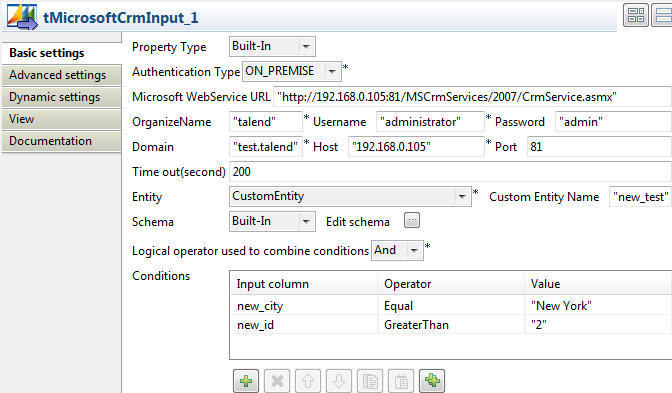 tMicrosoftCrmInput_1
Basic settings
Advanced settings
Dynamic settings
View
Documentation
Property Type Built-In
Authentication Type ON_PREMISE *
Microsoft WebService URL "http://192.168.0.105:81/MSCrmServices/2007/CrmService.asmx"
OrganizeName "talend" * Username "administrator" * Password "admin"
Domain "test.talend" * Host "192.168.0.105" * Port 81
Time out(second) 200
Entity CustomEntity * Custom Entity Name "new_test"
Schema Built-In Edit schema ...
Logical operator used to combine conditions And *
Conditions
Input column Operator Value
new_city Equal "New York"
new_id GreaterThan "2"